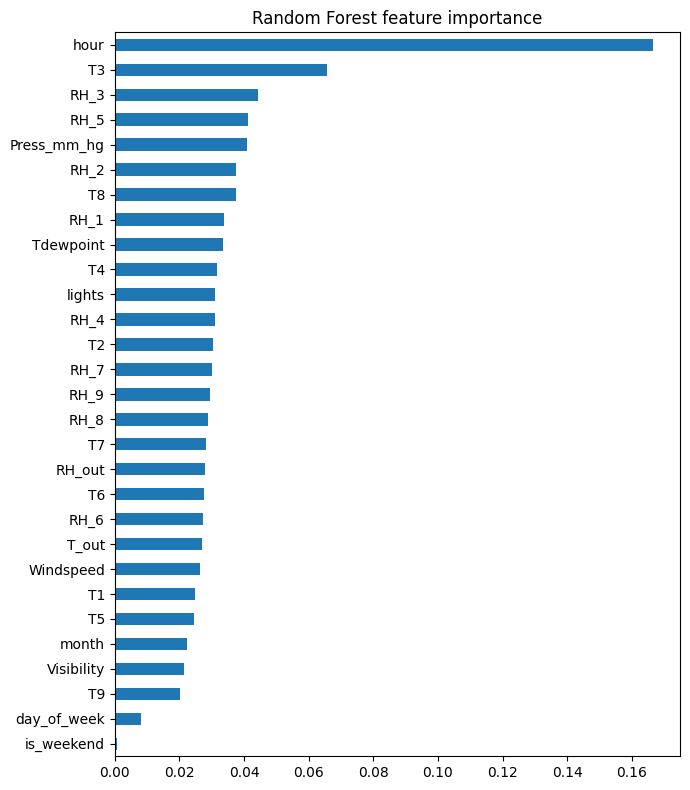 Random Forest feature importance
hour
T3
RH_3
RH_5
Press_mm_hg
RH_2
T8
RH_1
Tdewpoint
T4
lights
RH_4
T2
RH_7
RH_9
RH_8
T7
RH_out
T6
RH_6
T_out
Windspeed
T1
T5
month
Visibility
T9
day_of_week
is_weekend
0.00 0.02 0.04 0.06 0.08 0.10 0.12 0.14 0.16